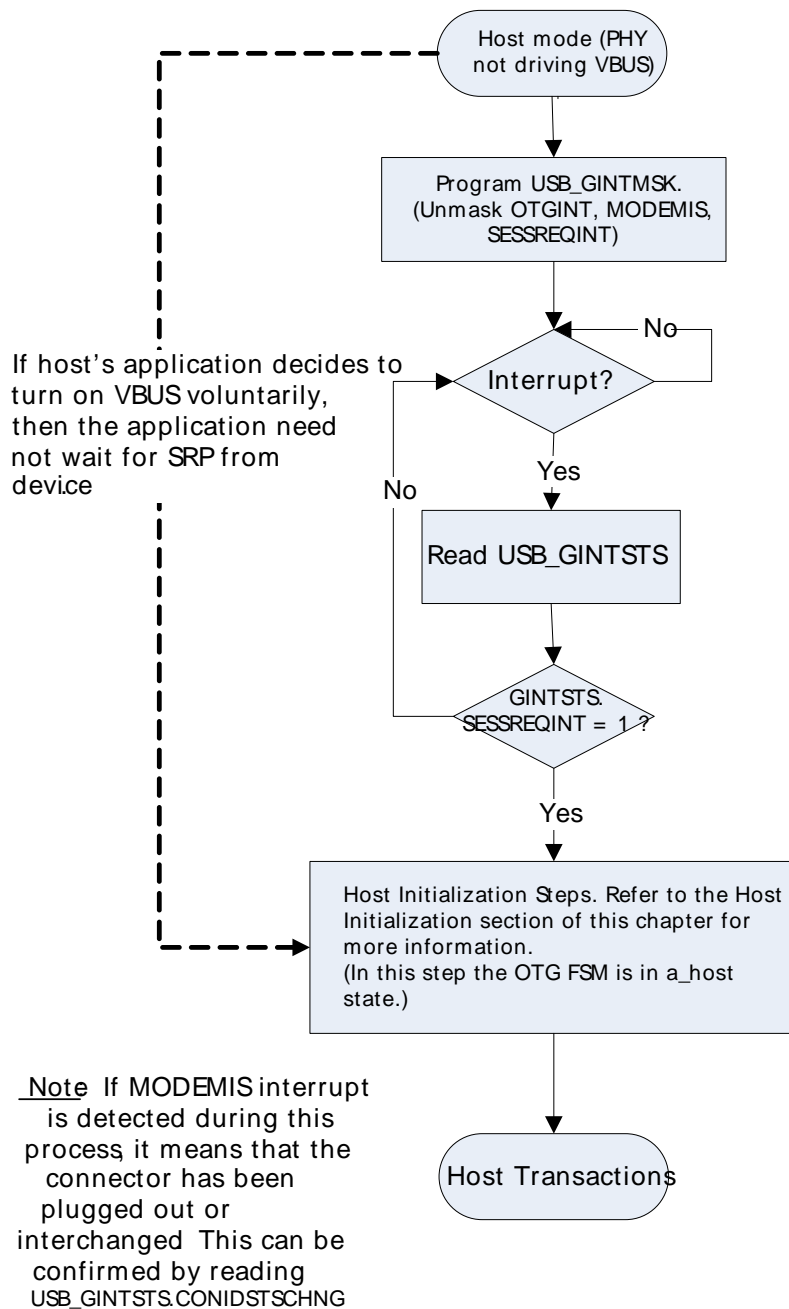 Host mode (PHY
not driving VBUS)
Program USB_GINTMSK.
(Unmask OTGINT, MODEMIS,
SESSREQINT)
No
Interrupt?
If host's application decides to
turn on VBUS voluntarily,
then the application need
not wait for SRP from
devi.ce
Yes
No
Read USB_GINTSTS
GINTSTS.
SESSREQINT = 1 ?
Yes
Host Initialization Steps. Refer to the Host
Initialization section of this chapter for
more information.
(In this step the OTG FSM is in a_host
state.)
Note If MODEMIS interrupt
is detected during this
process, it means that the
connector has been
plugged out or
interchanged This can be
confirmed by reading
USB_GINTSTS.CONIDSTSCHNG
Host Transactions